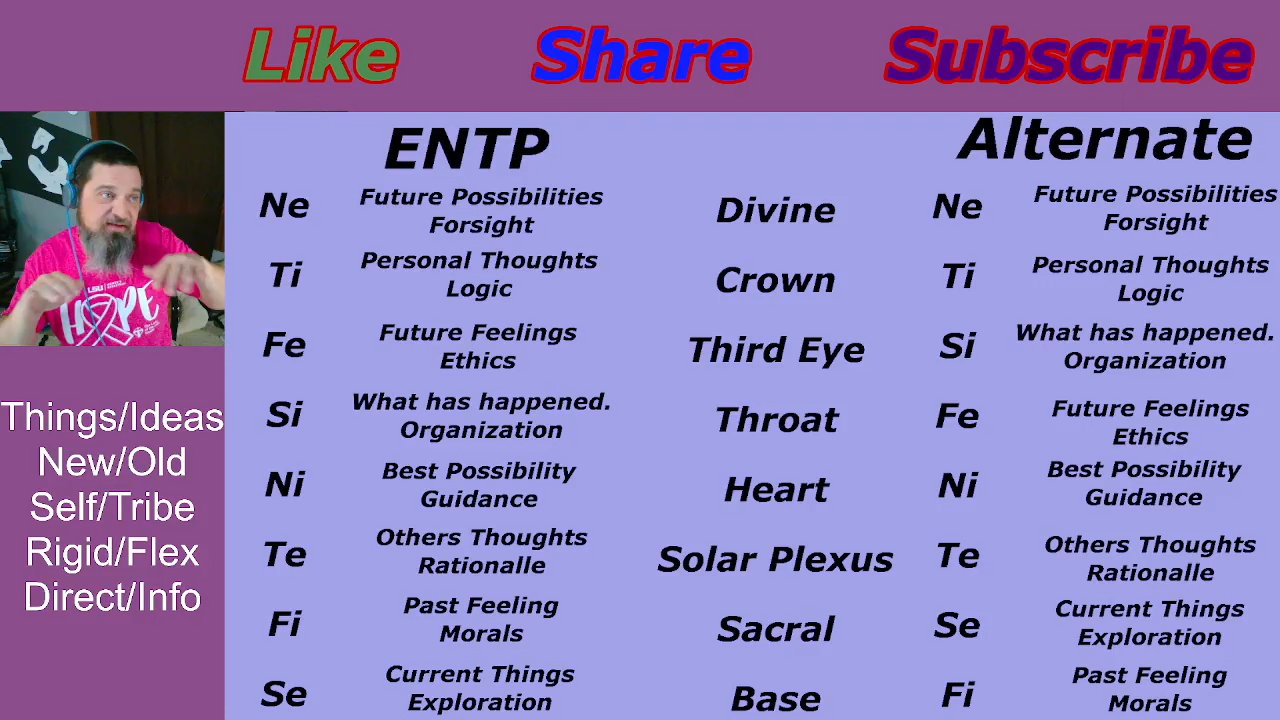 Like Share Subscribe
ENTP Alternate
Ne Future Possibilities Divine Ne Future Possibilities
Forsight Forsight
Ti Personal Thoughts Crown Ti Personal Thoughts
Logic Logic
Fe Future Feelings Third Eye Si What has happened.
Ethics Organization
Si What has happened. Throat Fe Future Feelings
Organization Ethics
Ni Best Possibility Heart Ni Best Possibility
Guidance Guidance
Te Others Thoughts Solar Plexus Te Others Thoughts
Rationalle Rationalle
Fi Past Feeling Sacral Se Current Things
Morals Exploration
Se Current Things Base Fi Past Feeling
Exploration Morals
LSU
HOPE
Things/Ideas
New/Old
Self/Tribe
Rigid/Flex
Direct/Info